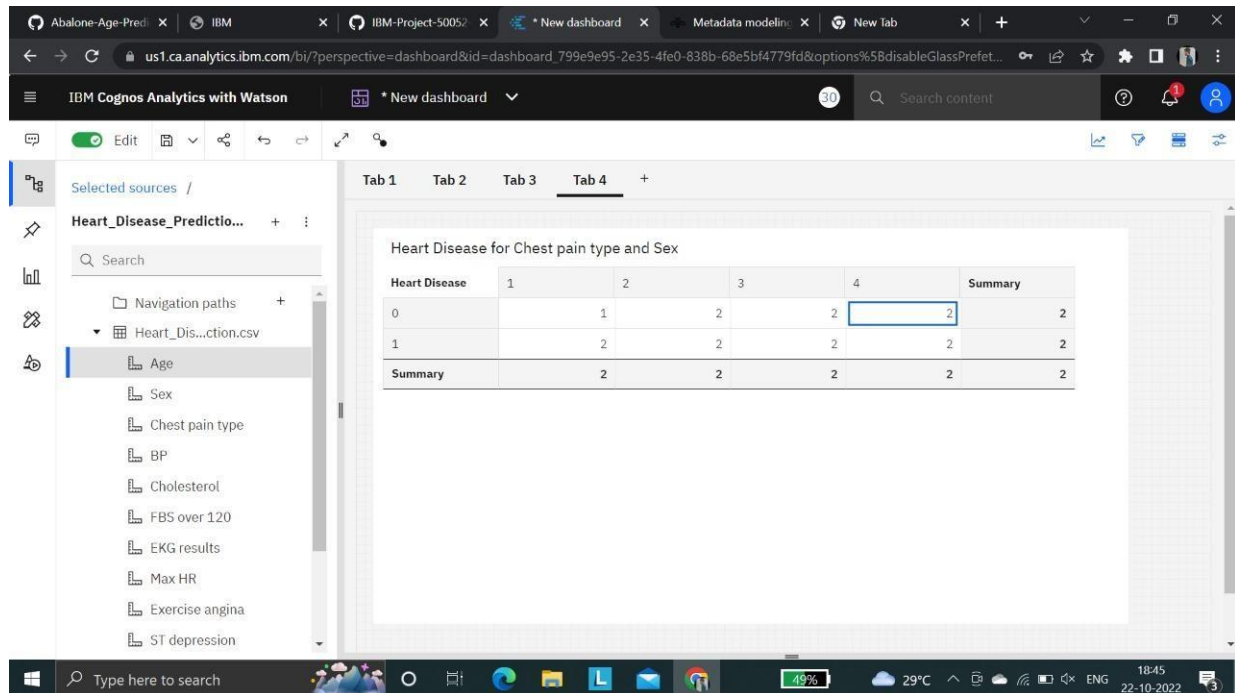 Abalone-Age-Predi
IBM
IBM-Project-50052-
* New dashboard
Metadata modeling
New Tab
us1.ca.analytics.ibm.com/bi/?perspective=dashboard&id=dashboard_799e9e95-2e35-4fe0-838b-68e5bf4779fd&options%5BdisableGlassPrefet...
IBM Cognos Analytics with Watson
* New dashboard
30
Search content
1
Edit
Tab 1 Tab 2 Tab 3 Tab 4 +
Selected sources /
Heart_Disease_Predictio...
Search
Navigation paths
Heart_Dis...ction.csv
Age
Sex
Chest pain type
BP
Cholesterol
FBS over 120
EKG results
Max HR
Exercise angina
ST depression
Heart Disease for Chest pain type and Sex
Heart Disease 1 2 3 4 Summary
0 1 2 2 2 2
1 2 2 2 2 2
Summary 2 2 2 2 2
Type here to search
L
49%
29°C
ENG
18:45
22-10-2022
3